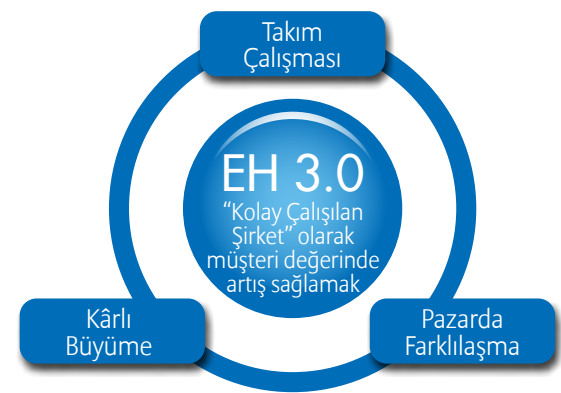 Takım
Çalışması
EH 3.0
“Kolay Çalışılan
Şirket” olarak
müşteri değerinde
artış sağlamak
Kârlı
Büyüme
Pazarda
Farklılaşma